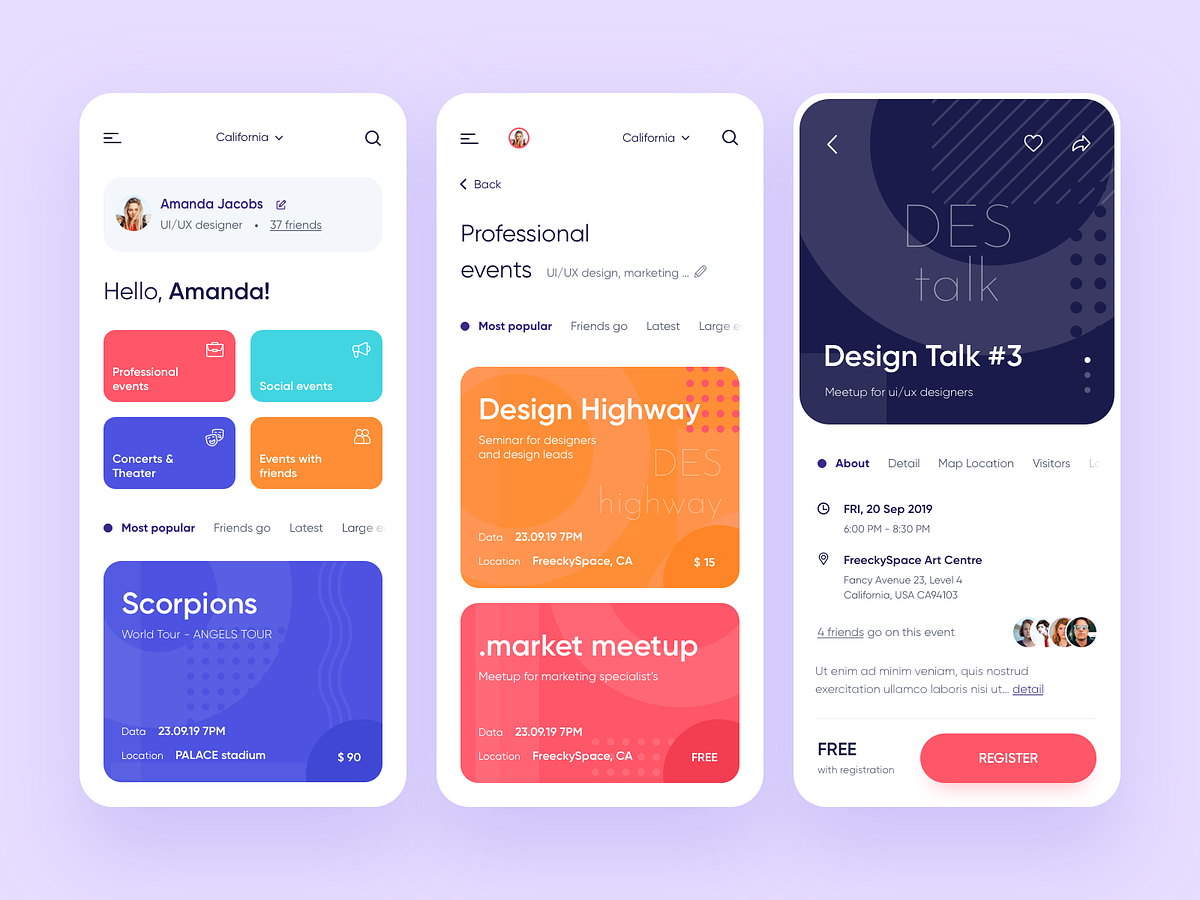 California
Amanda Jacobs
UI/UX designer • 37 friends
Hello, Amanda!
Professional
events
Social events
Concerts &
Theater
Events with
friends
Most popular Friends go Latest Large e
Scorpions
World Tour - ANGELS TOUR
Data 23.09.19 7PM
Location PALACE stadium
$ 90
California
Back
Professional
events UI/UX design, marketing ...
Most popular Friends go Latest Large e
Design Highway
Seminar for designers
and design leads
DES
highway
Data 23.09.19 7PM
Location FreeckySpace, CA
$ 15
.market meetup
Meetup for marketing specialist's
Data 23.09.19 7PM
Location FreeckySpace, CA
FREE
DES
talk
Design Talk #3
Meetup for ui/ux designers
About Detail Map Location Visitors Lo
FRI, 20 Sep 2019
6:00 PM - 8:30 PM
FreeckySpace Art Centre
Fancy Avenue 23, Level 4
California, USA CA94103
4 friends go on this event
Ut enim ad minim veniam, quis nostrud
exercitation ullamco laboris nisi ut... detail
FREE
with registration
REGISTER